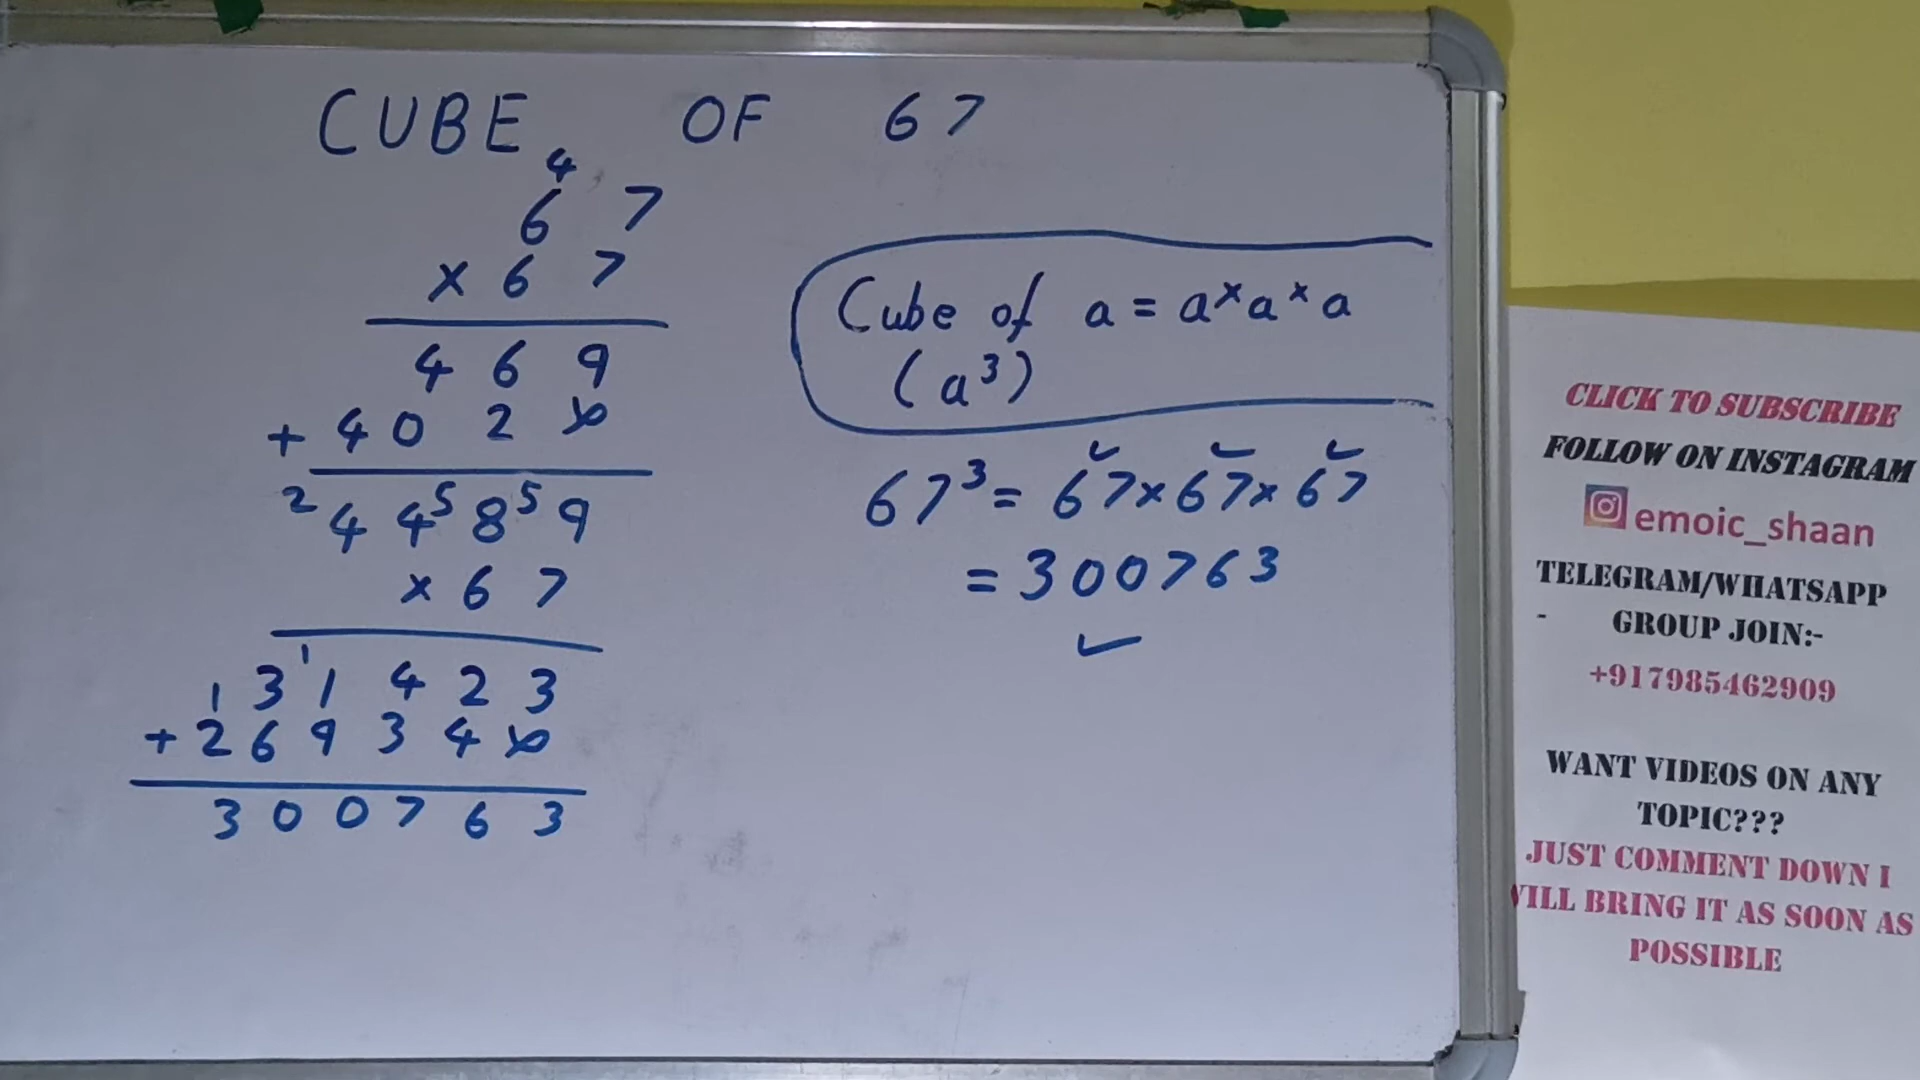 CUBE OF 67
4
6 7
× 6 7
4 6 9
+ 4 0 2 x
2 4 4 5 8 5 9
× 6 7
1
1 3 1 4 2 3
+ 2 6 9 3 4 x
3 0 0 7 6 3
Cube of a = a × a × a
(a³)
67³ = 67 × 67 × 67
= 300763
CLICK TO SUBSCRIBE
FOLLOW ON INSTAGRAM
emoic_shaan
TELEGRAM/WHATSAPP
- GROUP JOIN:-
+917985462909
WANT VIDEOS ON ANY
TOPIC???
JUST COMMENT DOWN I
WILL BRING IT AS SOON AS
POSSIBLE